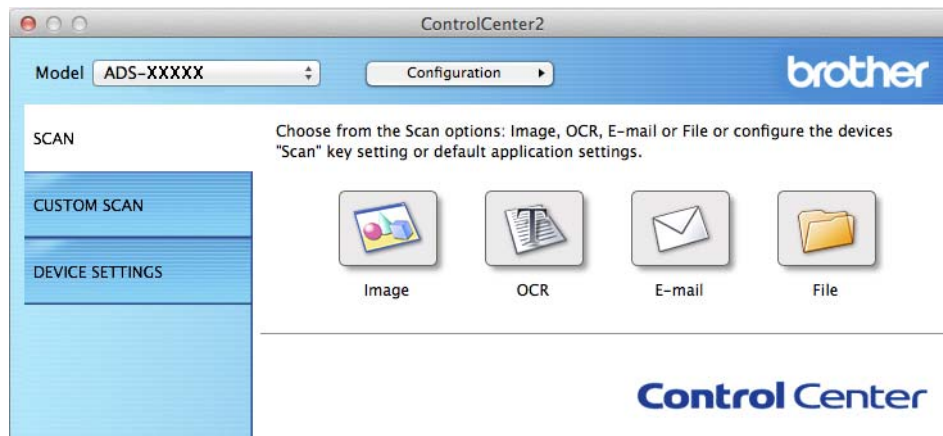 ControlCenter2
Model ADS-XXXXX Configuration brother
SCAN
Choose from the Scan options: Image, OCR, E-mail or File or configure the devices
"Scan" key setting or default application settings.
CUSTOM SCAN
DEVICE SETTINGS
Image OCR E-mail File
Control Center